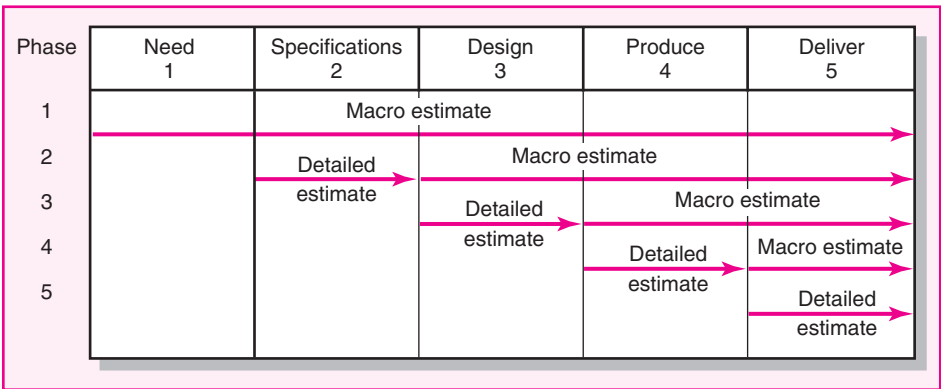 Phase Need Specifications Design Produce Deliver
1 2 3 4 5
1 Macro estimate
2 Detailed estimate Macro estimate
3 Detailed estimate Macro estimate
4 Detailed estimate Macro estimate
5 Detailed estimate